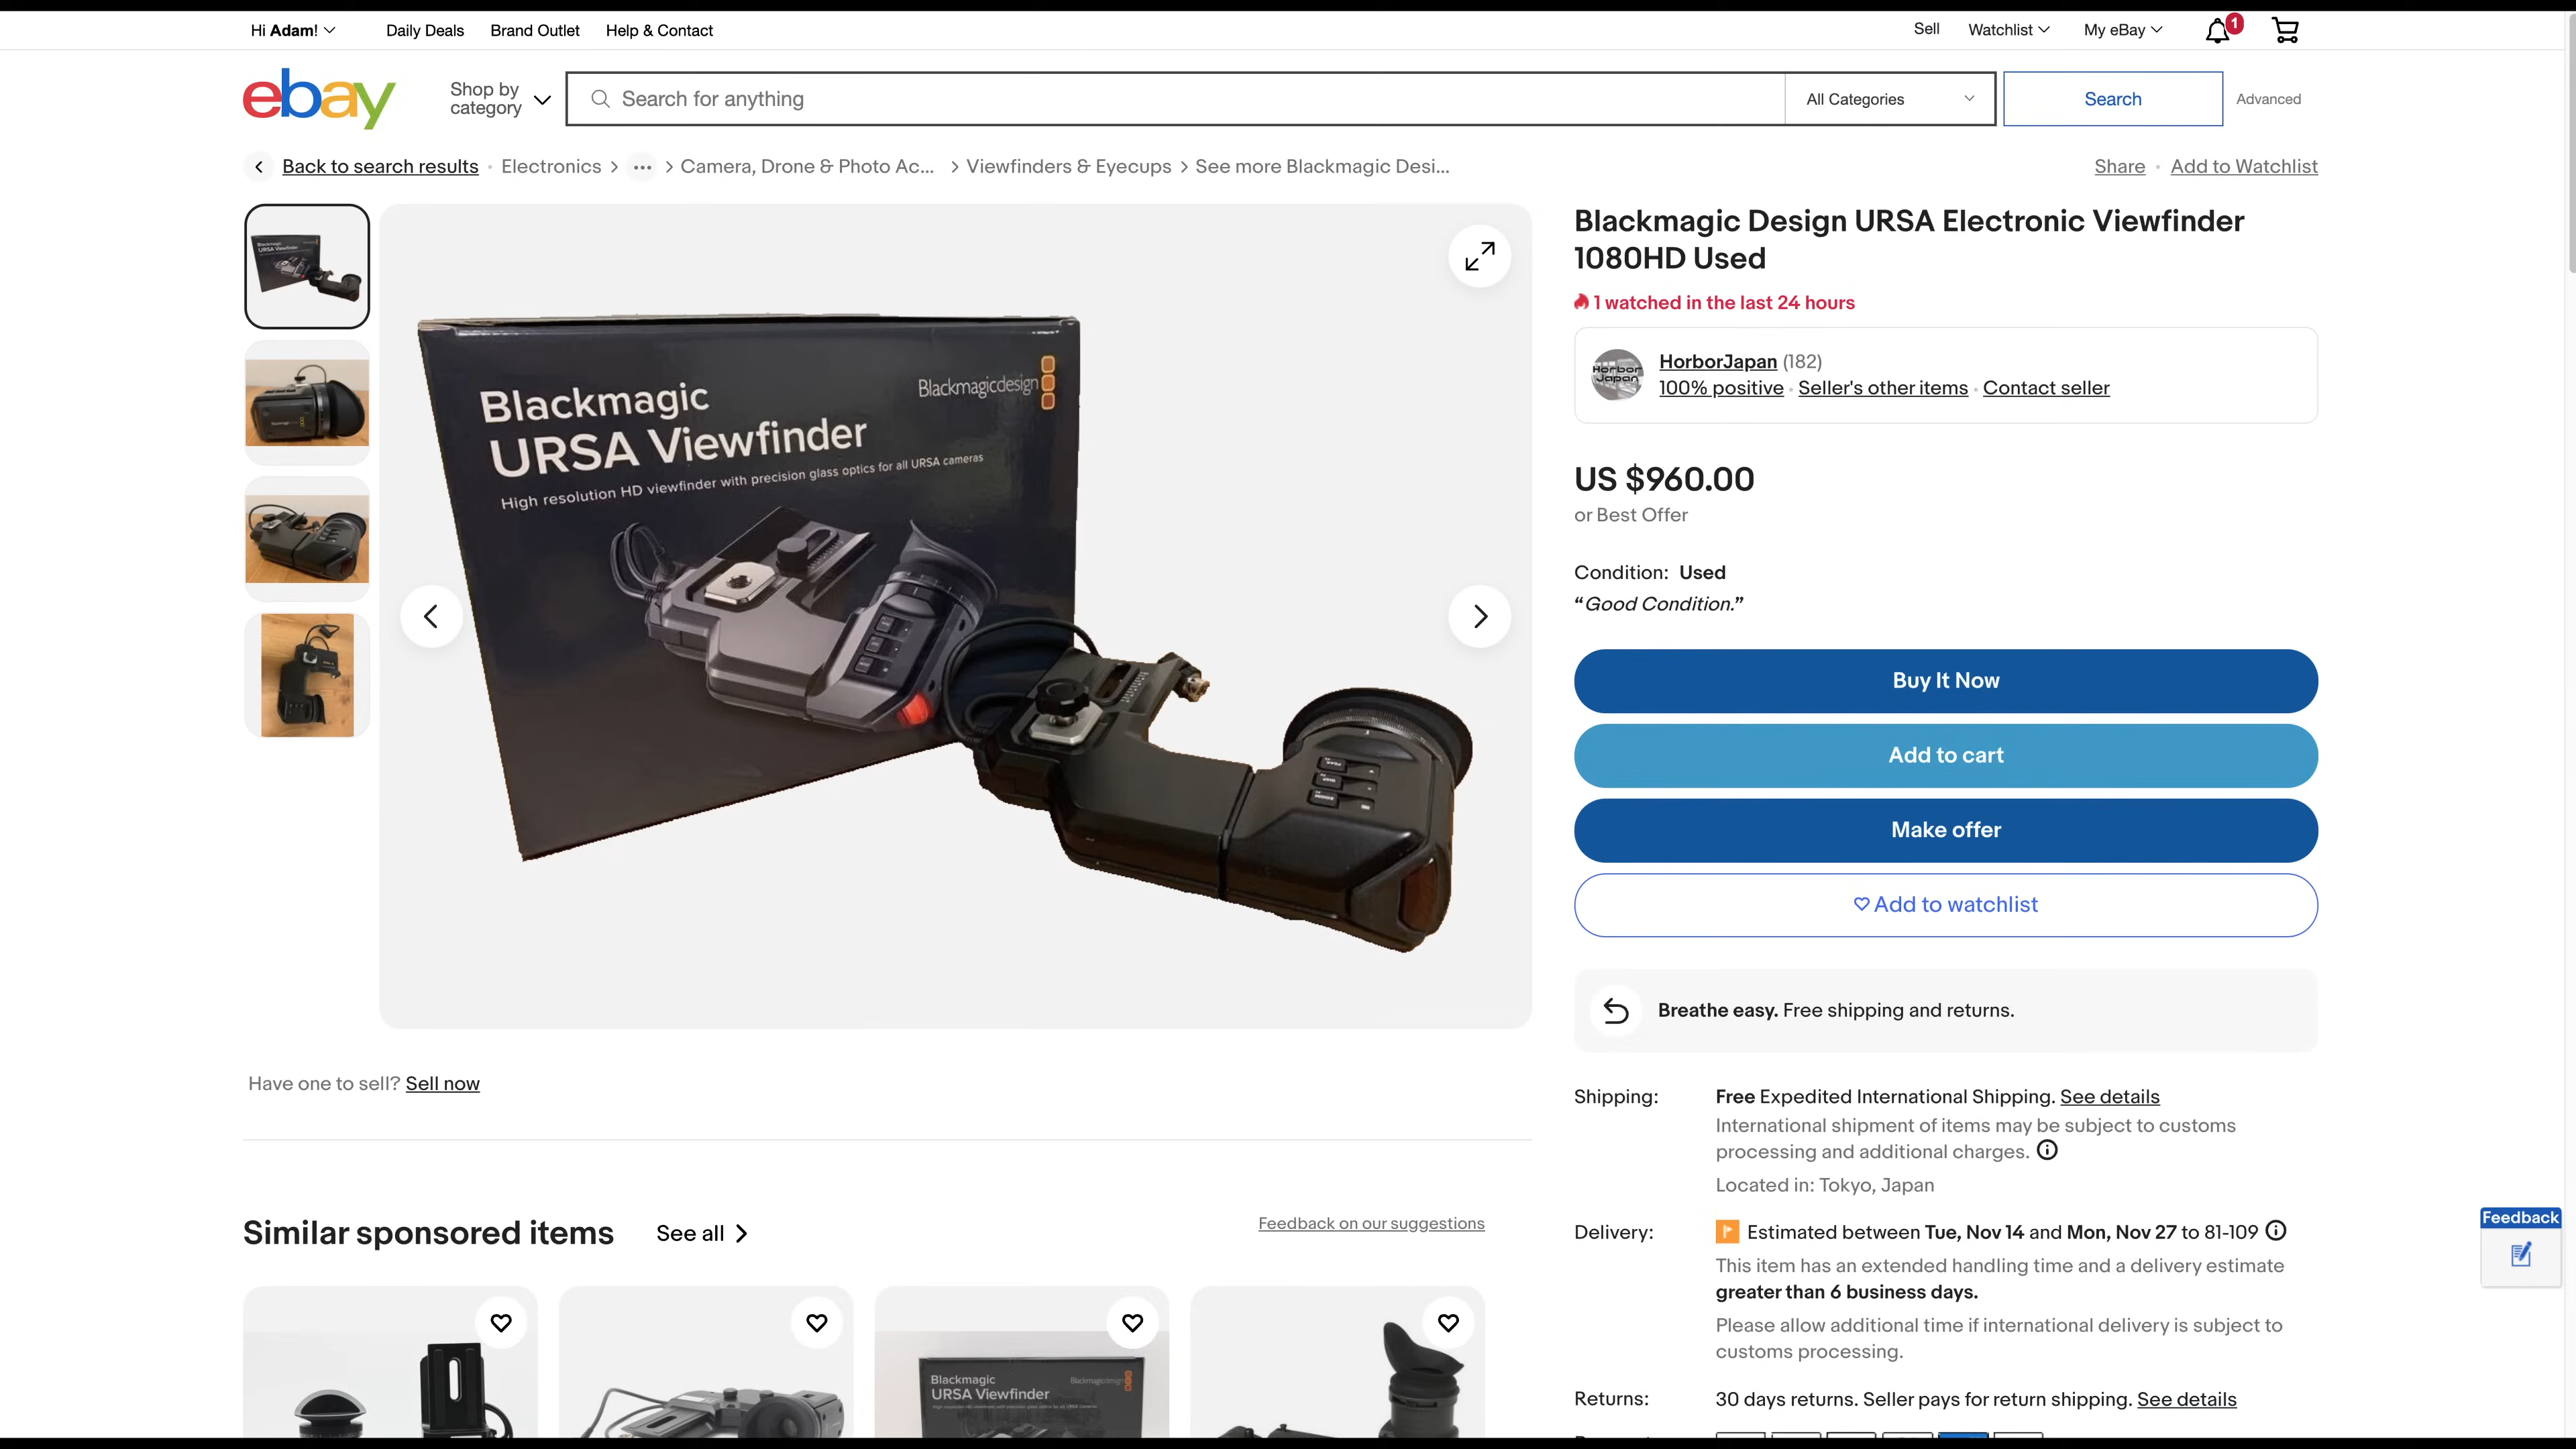 Hi Adam!
Daily Deals
Brand Outlet
Help & Contact
Sell
Watchlist
My eBay
1
ebay
Shop by
category
Search for anything
All Categories
Search
Advanced
Back to search results
Electronics
...
Camera, Drone & Photo Ac...
Viewfinders & Eyecups
See more Blackmagic Desi...
Share
Add to Watchlist
Blackmagic
URSA Viewfinder
High resolution HD viewfinder with precision glass optics for all URSA cameras
Blackmagicdesign
Blackmagic Design URSA Electronic Viewfinder
1080HD Used
1 watched in the last 24 hours
Horbor
Japan
HorborJapan (182)
100% positive · Seller's other items · Contact seller
US $960.00
or Best Offer
Condition: Used
“Good Condition.”
Buy It Now
Add to cart
Make offer
Add to watchlist
Breathe easy. Free shipping and returns.
Have one to sell? Sell now
Shipping:
Free Expedited International Shipping. See details
International shipment of items may be subject to customs
processing and additional charges.
Located in: Tokyo, Japan
Delivery:
Estimated between Tue, Nov 14 and Mon, Nov 27 to 81-109
This item has an extended handling time and a delivery estimate
greater than 6 business days.
Please allow additional time if international delivery is subject to
customs processing.
Returns:
30 days returns. Seller pays for return shipping. See details
Similar sponsored items
See all
Feedback on our suggestions
Blackmagic
URSA Viewfinder
Blackmagicdesign
Feedback